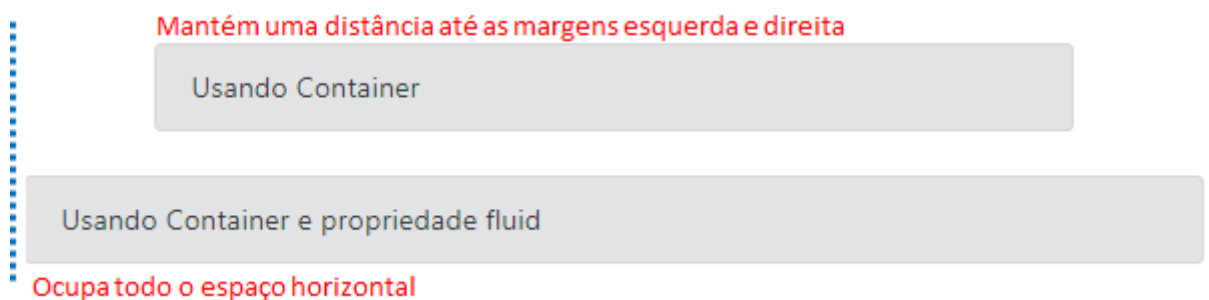 Mantém uma distância até as margens esquerda e direita
Usando Container
Usando Container e propriedade fluid
Ocupa todo o espaço horizontal